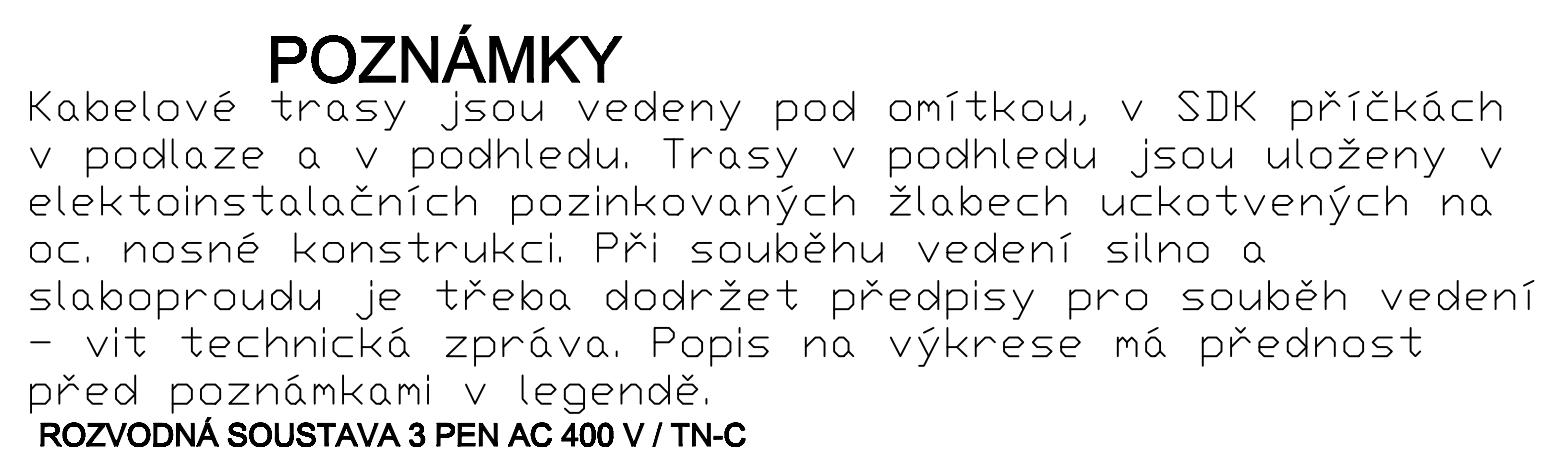 POZNÁMKY
Kabelové trasy jsou vedeny pod omítkou, v SDK příčkách
v podlaze a v podhledu. Trasy v podhledu jsou uloženy v
elektoinstalačních pozinkovaných žlabech uckotvených na
oc. nosné konstrukci. Při souběhu vedení silno a
slaboproudu je třeba dodržet předpisy pro souběh vedení
- vit technická zpráva. Popis na výkrese má přednost
před poznámkami v legendě.
ROZVODNÁ SOUSTAVA 3 PEN AC 400 V / TN-C